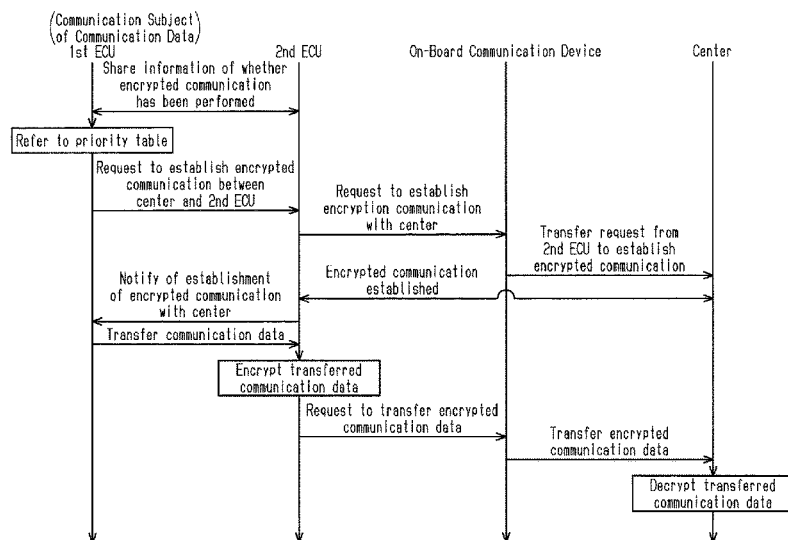 (Communication Subject)
(of Communication Data)
1st ECU
2nd ECU
On-Board Communication Device
Center
Share information of whether
encrypted communication
has been performed
Refer to priority table
Request to establish encrypted
communication between
center and 2nd ECU
Request to establish
encryption communication
with center
Transfer request from
2nd ECU to establish
encrypted communication
Encrypted communication
established
Notify of establishment
of encrypted communication
with center
Transfer communication data
Encrypt transferred
communication data
Request to transfer encrypted
communication data
Transfer encrypted
communication data
Decrypt transferred
communication data